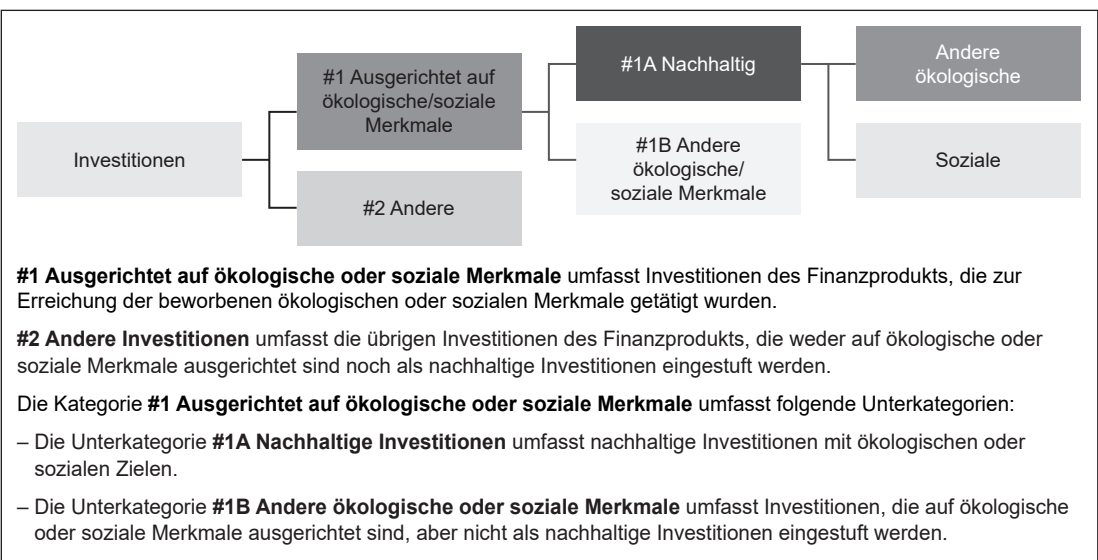 Investitionen
#1 Ausgerichtet auf
ökologische/soziale
Merkmale
#2 Andere
#1A Nachhaltig
#1B Andere
ökologische/
soziale Merkmale
Andere
ökologische
Soziale
#1 Ausgerichtet auf ökologische oder soziale Merkmale umfasst Investitionen des Finanzprodukts, die zur
Erreichung der beworbenen ökologischen oder sozialen Merkmale getätigt wurden.
#2 Andere Investitionen umfasst die übrigen Investitionen des Finanzprodukts, die weder auf ökologische oder
soziale Merkmale ausgerichtet sind noch als nachhaltige Investitionen eingestuft werden.
Die Kategorie #1 Ausgerichtet auf ökologische oder soziale Merkmale umfasst folgende Unterkategorien:
– Die Unterkategorie #1A Nachhaltige Investitionen umfasst nachhaltige Investitionen mit ökologischen oder
sozialen Zielen.
– Die Unterkategorie #1B Andere ökologische oder soziale Merkmale umfasst Investitionen, die auf ökologische
oder soziale Merkmale ausgerichtet sind, aber nicht als nachhaltige Investitionen eingestuft werden.